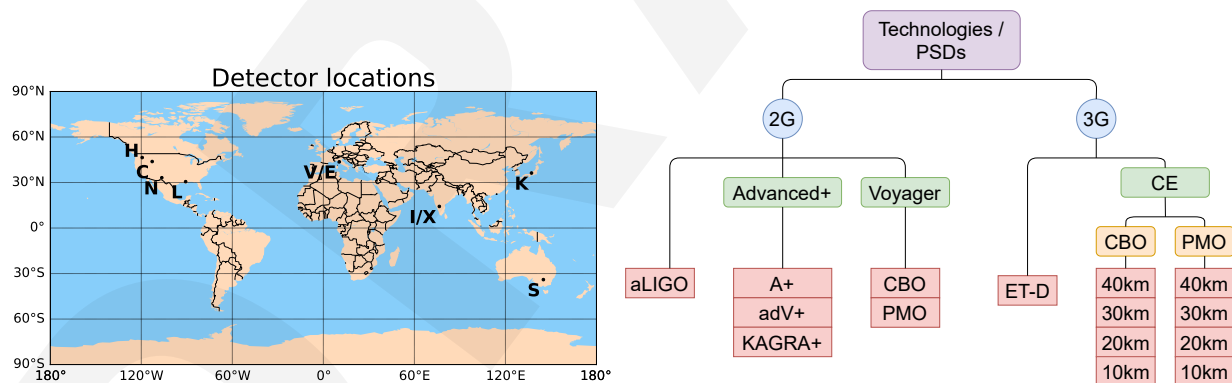 Detector locations
90°N
60°N
30°N
0°
30°S
60°S
90°S
180°
120°W
60°W
0°
60°E
120°E
180°
H
C
N
L
V/E
I/X
K
S
Technologies /
PSDs
2G
3G
Advanced+
Voyager
CE
CBO
PMO
aLIGO
A+
adV+
KAGRA+
CBO
PMO
ET-D
40km
30km
20km
10km
40km
30km
20km
10km